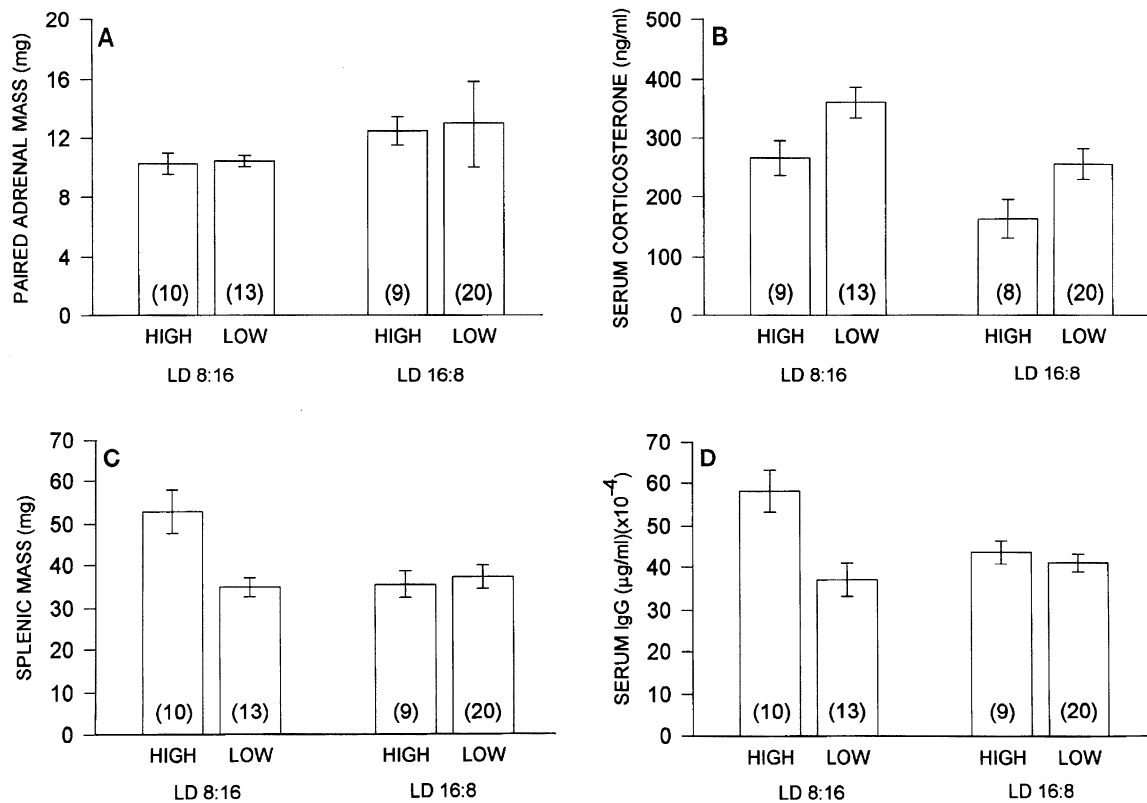 A
PAIRED ADRENAL MASS (mg)
20
16
12
8
4
0
(10) (13) (9) (20)
HIGH LOW HIGH LOW
LD 8:16 LD 16:8
B
SERUM CORTICOSTERONE (ng/ml)
500
400
300
200
100
0
(9) (13) (8) (20)
HIGH LOW HIGH LOW
LD 8:16 LD 16:8
C
SPLENIC MASS (mg)
70
60
50
40
30
20
10
0
(10) (13) (9) (20)
HIGH LOW HIGH LOW
LD 8:16 LD 16:8
D
SERUM IgG (µg/ml)(x10⁻⁴)
70
60
50
40
30
20
10
0
(10) (13) (9) (20)
HIGH LOW HIGH LOW
LD 8:16 LD 16:8